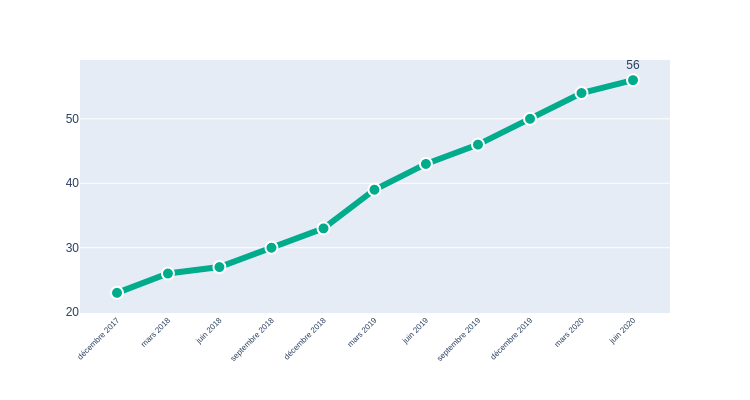 56
50
40
30
20
décembre 2017
mars 2018
juin 2018
septembre 2018
décembre 2018
mars 2019
juin 2019
septembre 2019
décembre 2019
mars 2020
juin 2020